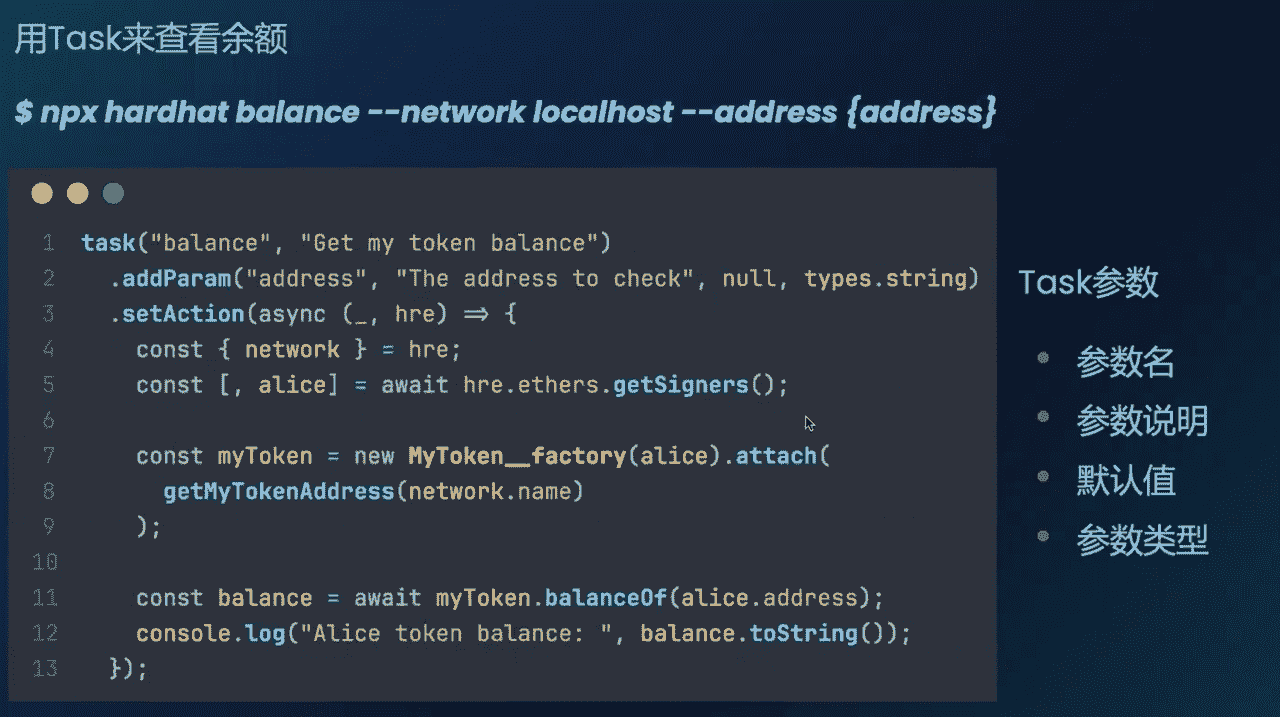 用Task来查看余额
$ npx hardhat balance --network localhost --address {address}
1 task("balance", "Get my token balance")
2   .addParam("address", "The address to check", null, types.string)
3   .setAction(async (_, hre) => {
4     const { network } = hre;
5     const [, alice] = await hre.ethers.getSigners();
6
7     const myToken = new MyToken__factory(alice).attach(
8       getMyTokenAddress(network.name)
9     );
10
11     const balance = await myToken.balanceOf(alice.address);
12     console.log("Alice token balance: ", balance.toString());
13   });
Task参数
参数名
参数说明
默认值
参数类型